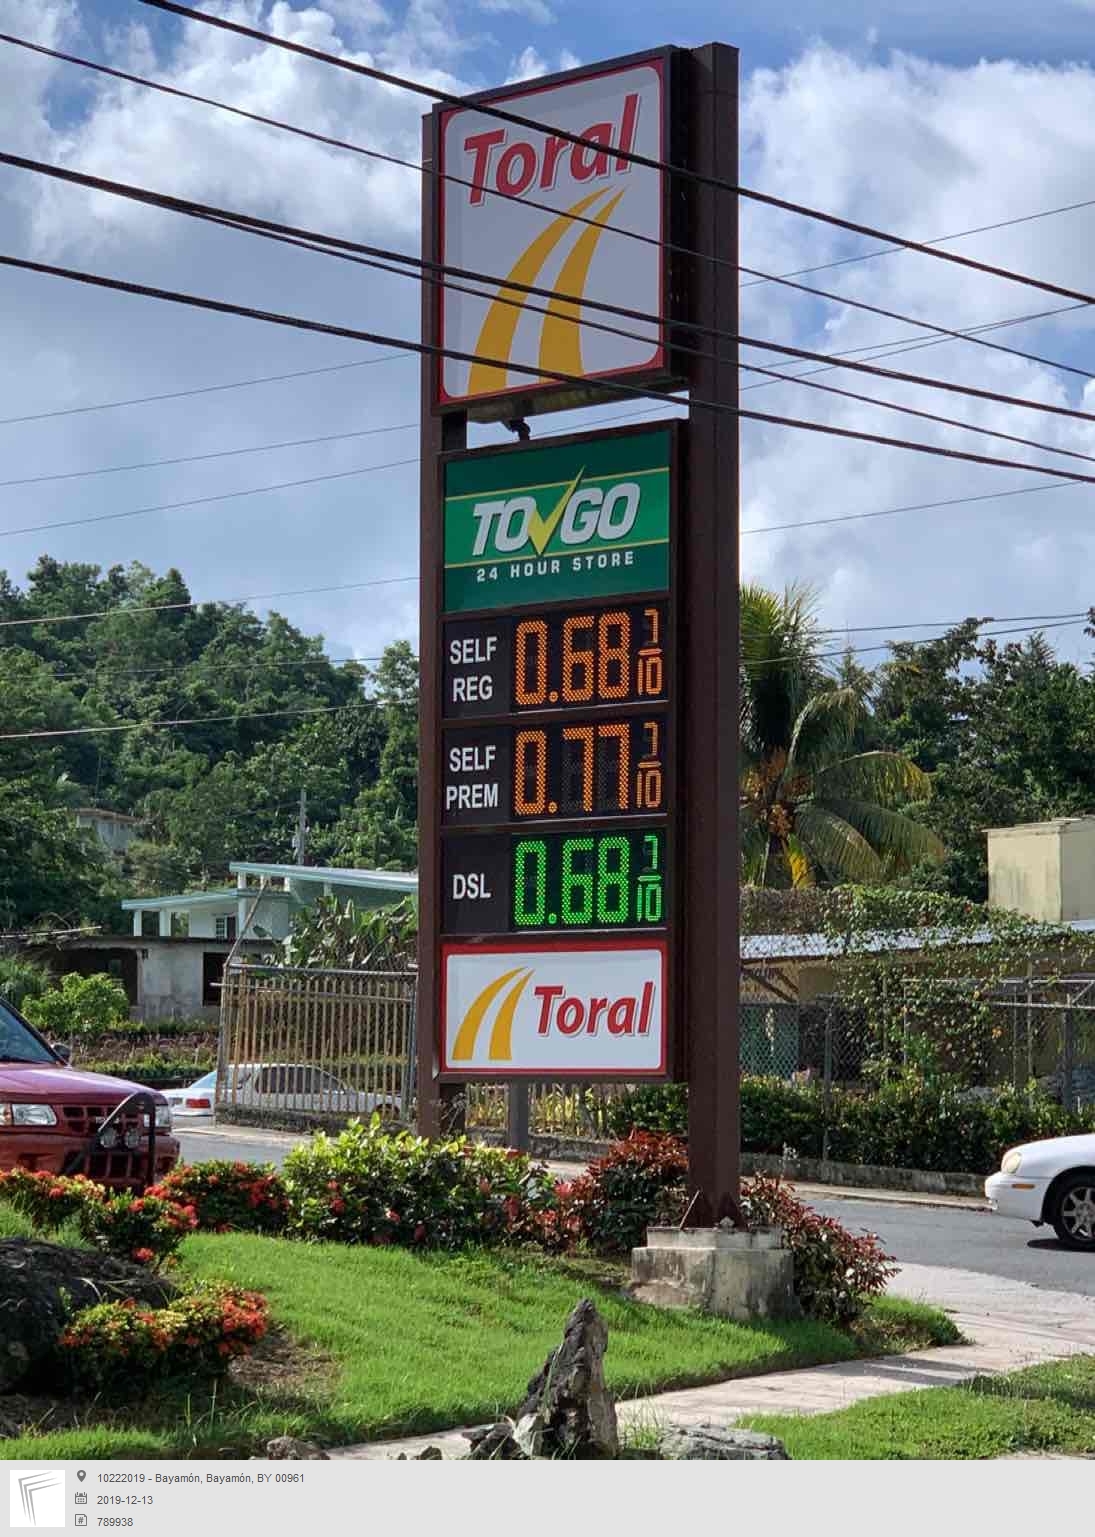 Toral
TO GO
24 HOUR STORE
SELF REG 0.68 7/10
SELF PREM 0.77 7/10
DSL 0.68 7/10
Toral
10222019 - Bayamón, Bayamón, BY 00961
2019-12-13
789938